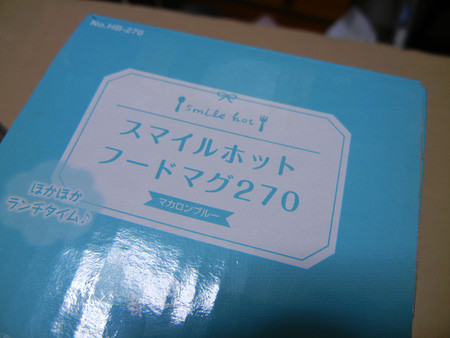 No.HB-270
smile hot
スマイルホット
フードマグ270
マカロンブルー
ほかほか
ランチタイム♪